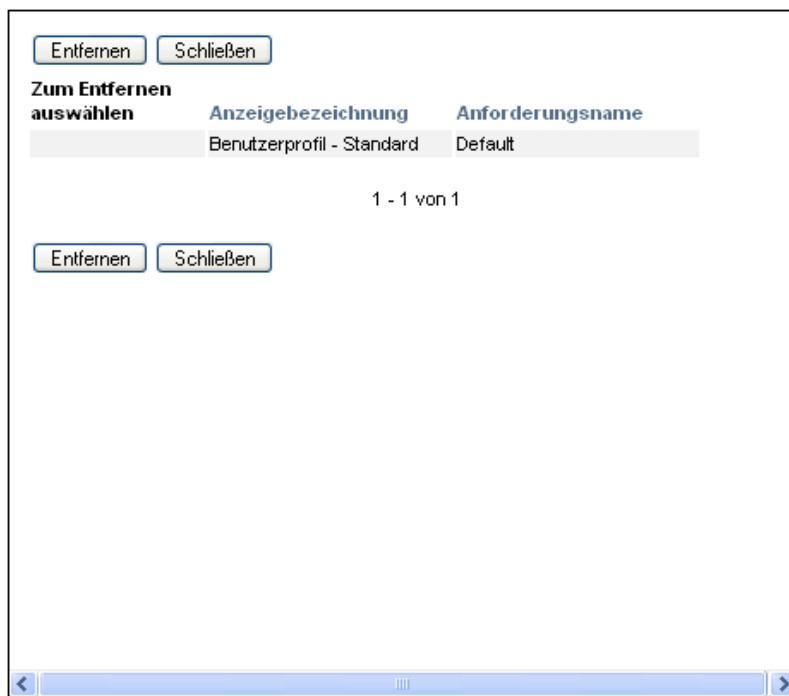 Entfernen Schließen
Zum Entfernen
auswählen Anzeigebezeichnung Anforderungsname
Benutzerprofil - Standard Default
1 - 1 von 1
Entfernen Schließen